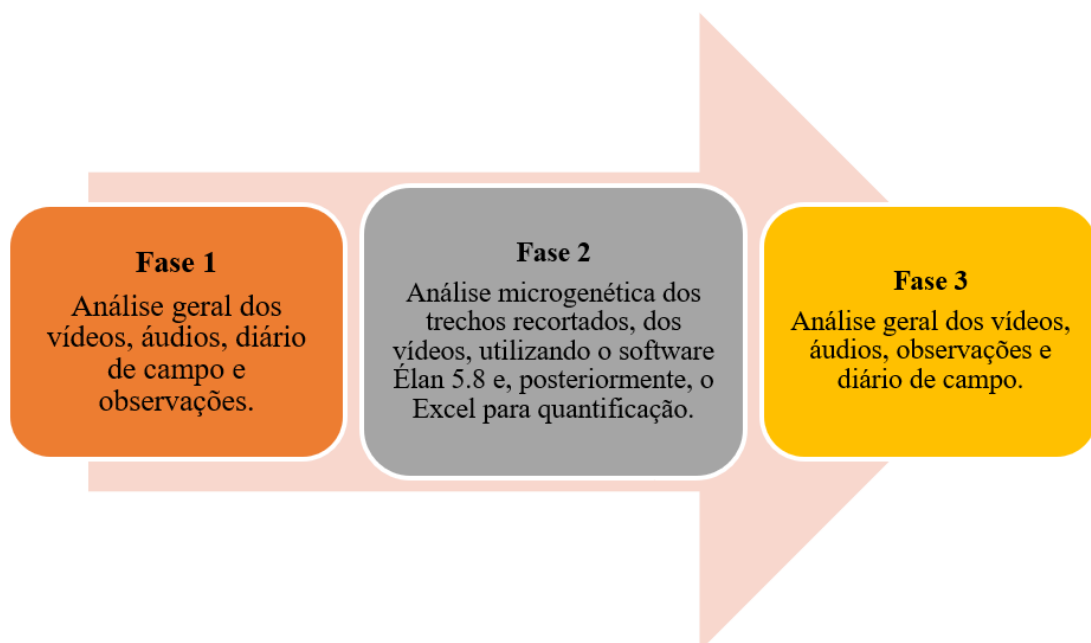 Fase 1
Análise geral dos
vídeos, áudios, diário
de campo e
observações.
Fase 2
Análise microgenética dos
trechos recortados, dos
vídeos, utilizando o software
Élan 5.8 e, posteriormente, o
Excel para quantificação.
Fase 3
Análise geral dos vídeos,
áudios, observações e
diário de campo.